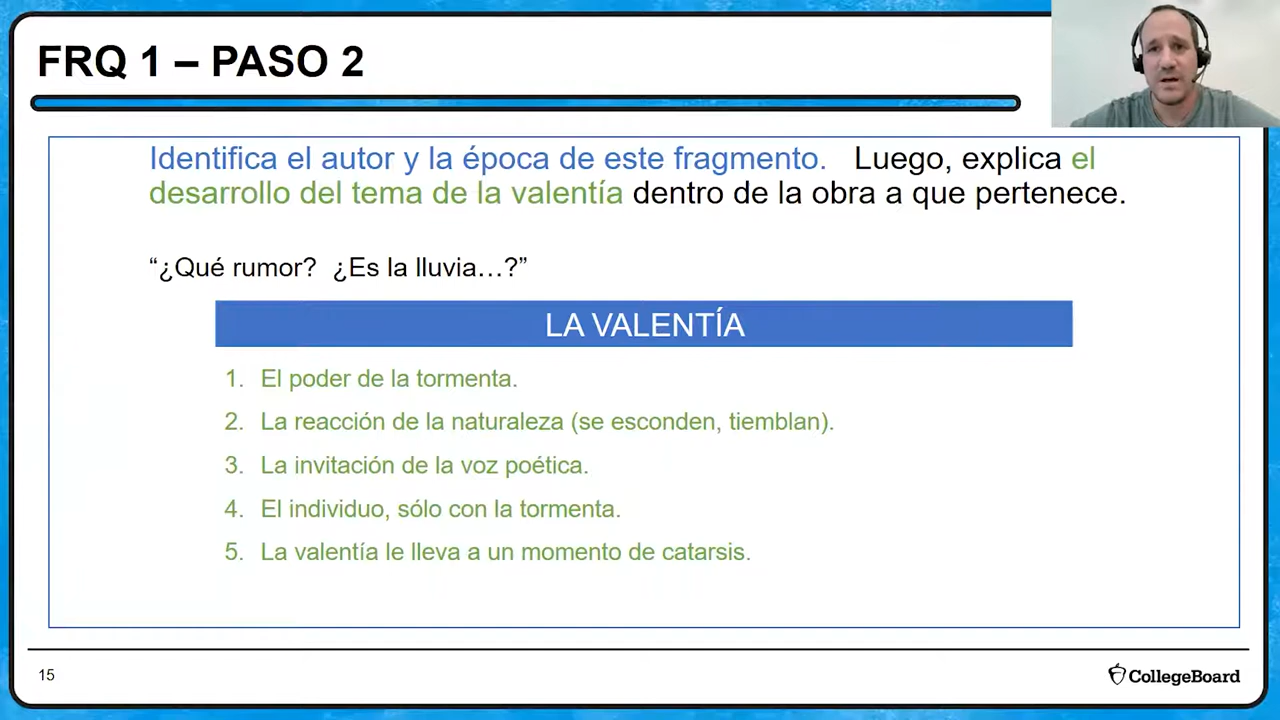 FRQ 1 – PASO 2
Identifica el autor y la época de este fragmento. Luego, explica el
desarrollo del tema de la valentía dentro de la obra a que pertenece.
“¿Qué rumor? ¿Es la lluvia…?”
LA VALENTÍA
1. El poder de la tormenta.
2. La reacción de la naturaleza (se esconden, tiemblan).
3. La invitación de la voz poética.
4. El individuo, sólo con la tormenta.
5. La valentía le lleva a un momento de catarsis.
15
CollegeBoard